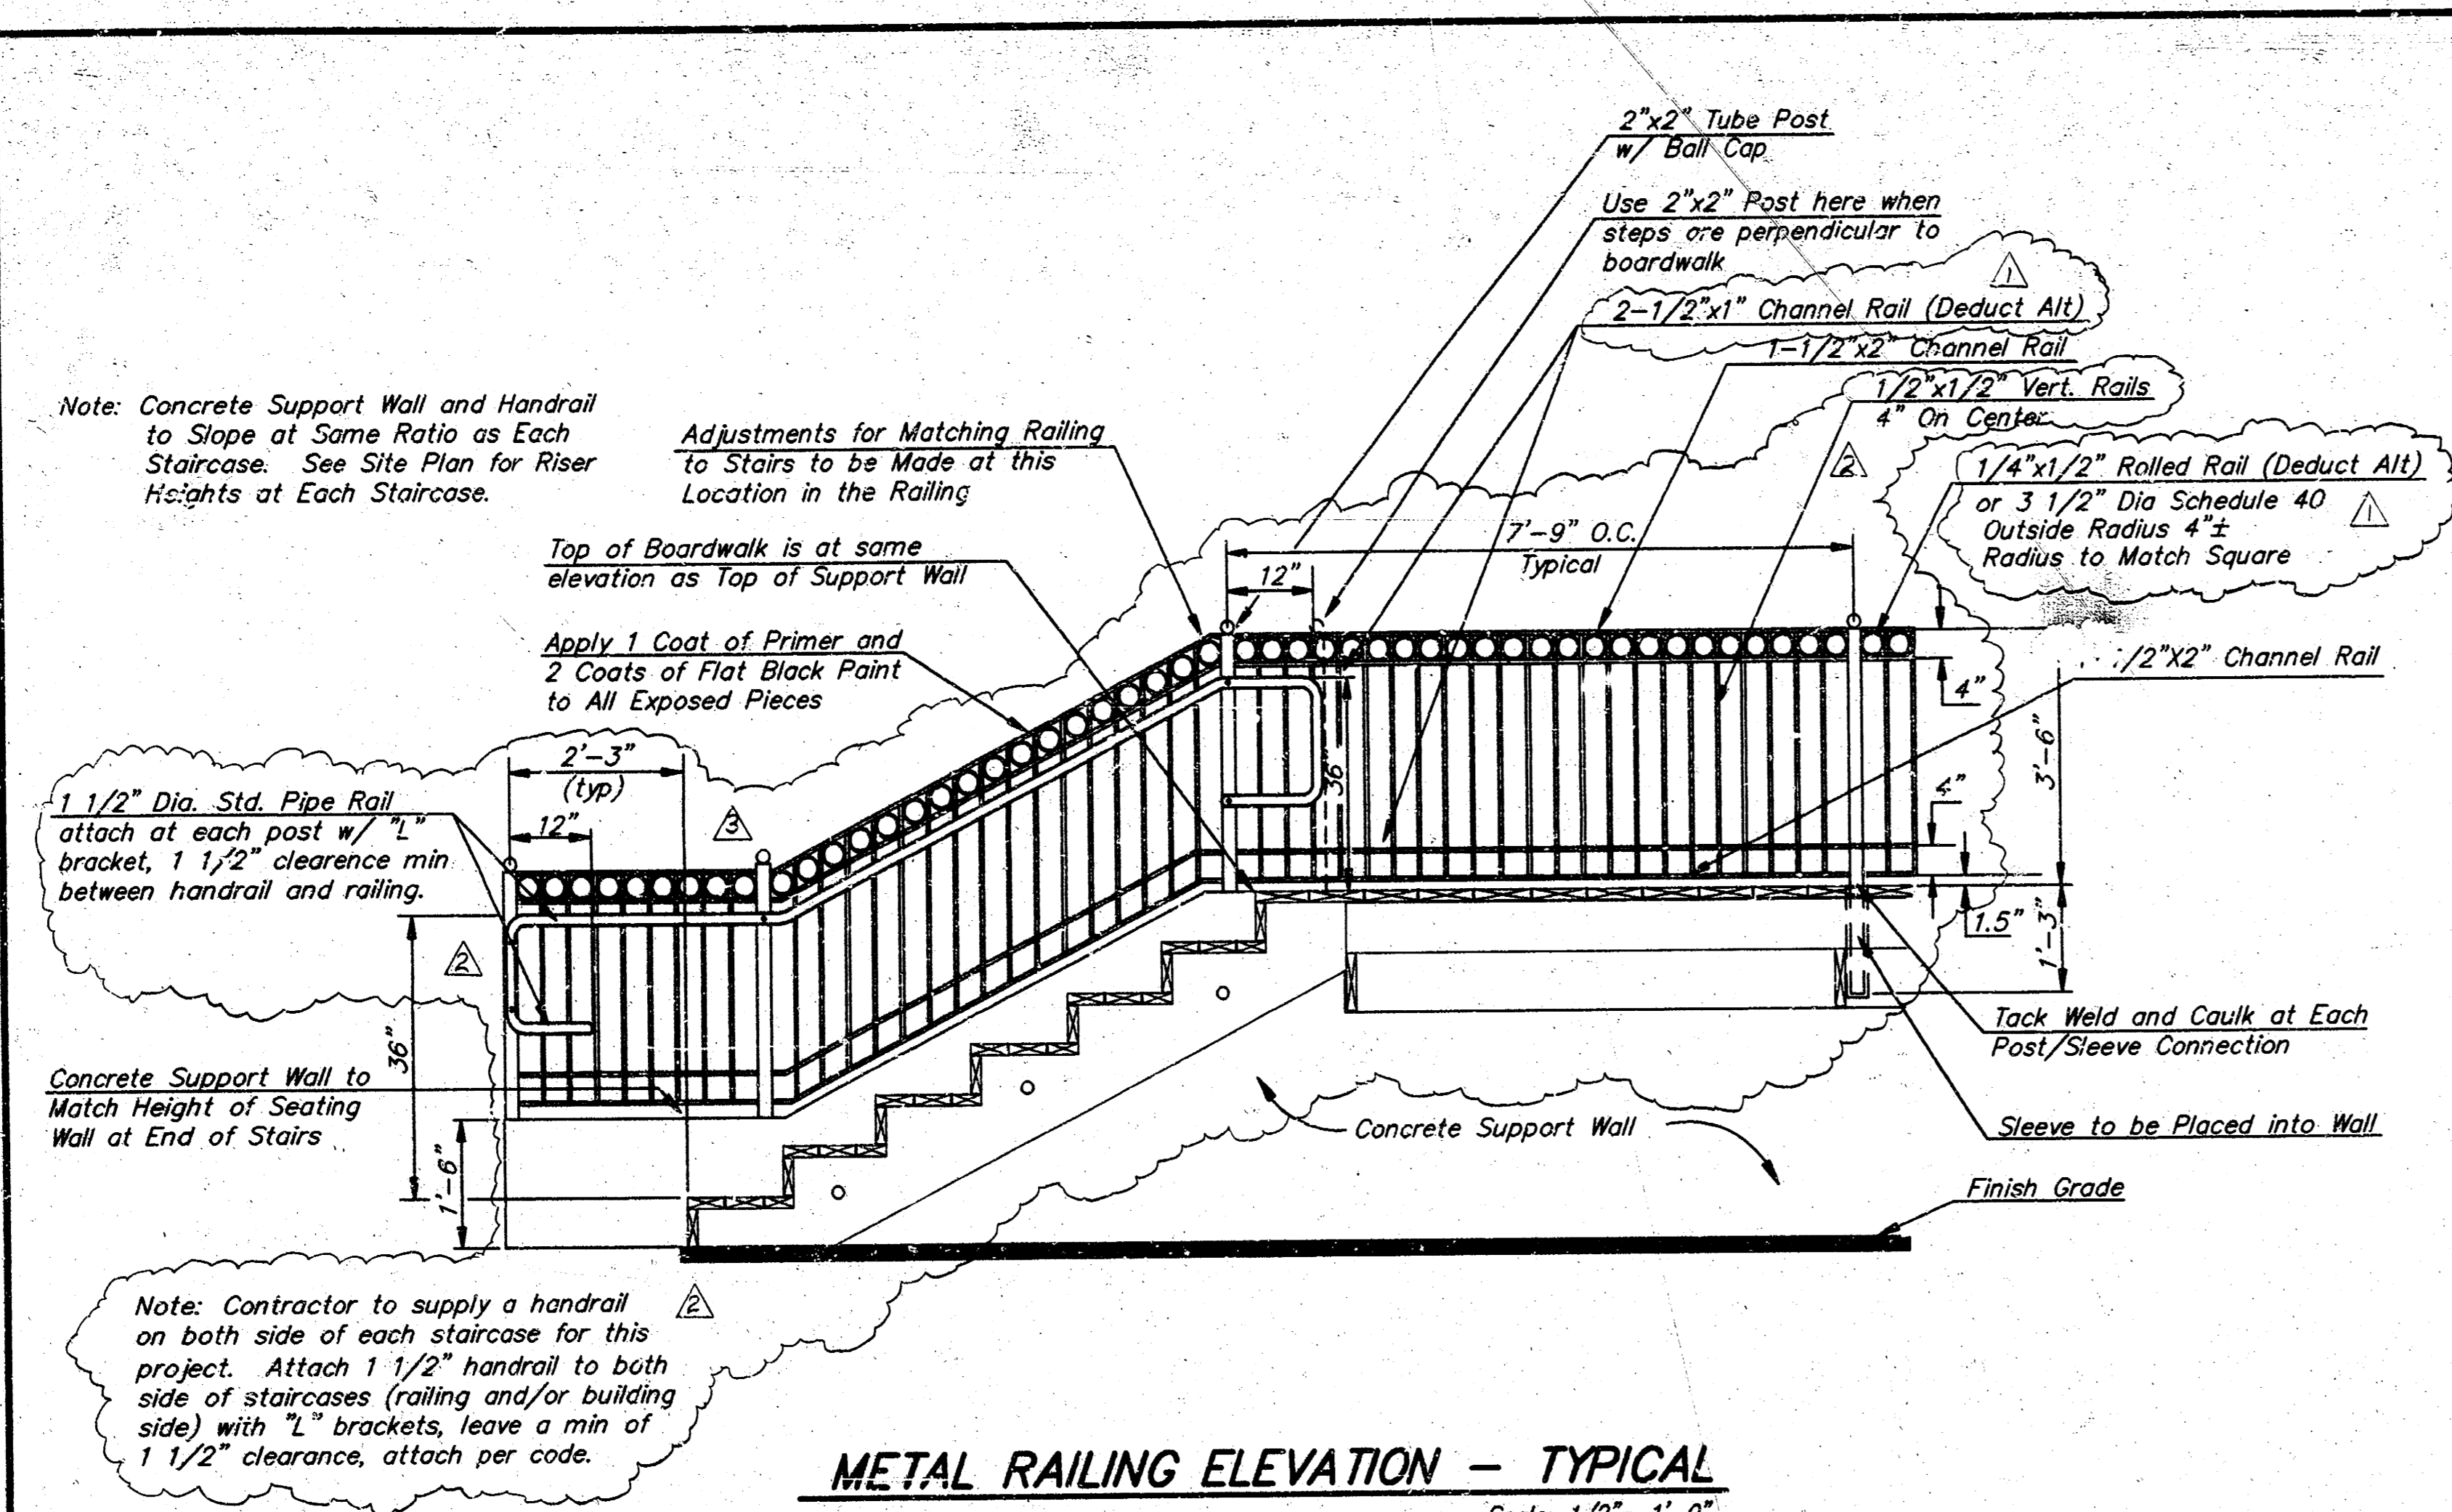 2"x2" Tube Post
w/ Ball Cap
Use 2"x2" Post here when
steps are perpendicular to
boardwalk
1
2-1/2"x1" Channel Rail (Deduct Alt)
1-1/2"x2" Channel Rail
1/2"x1/2" Vert. Rails
4" On Center
2
1/4"x1/2" Rolled Rail (Deduct Alt)
or 3 1/2" Dia Schedule 40
1
Outside Radius 4"±
Radius to Match Square
Note: Concrete Support Wall and Handrail
to Slope at Same Ratio as Each
Staircase. See Site Plan for Riser
Heights at Each Staircase.
Adjustments for Matching Railing
to Stairs to be Made at this
Location in the Railing
Top of Boardwalk is at same
elevation as Top of Support Wall
7'-9" O.C.
Typical
12"
Apply 1 Coat of Primer and
2 Coats of Flat Black Paint
to All Exposed Pieces
/2"X2" Channel Rail
4"
3'-6"
36"
4"
1.5"
1'-3"
2'-3"
(typ)
12"
3
1 1/2" Dia. Std. Pipe Rail
attach at each post w/ "L"
bracket, 1 1/2" clearence min
between handrail and railing.
2
36"
1'-6"
Concrete Support Wall to
Match Height of Seating
Wall at End of Stairs
Tack Weld and Caulk at Each
Post/Sleeve Connection
Concrete Support Wall
Sleeve to be Placed into Wall
Finish Grade
2
Note: Contractor to supply a handrail
on both side of each staircase for this
project. Attach 1 1/2" handrail to both
side of staircases (railing and/or building
side) with "L" brackets, leave a min of
1 1/2" clearance, attach per code.
METAL RAILING ELEVATION - TYPICAL